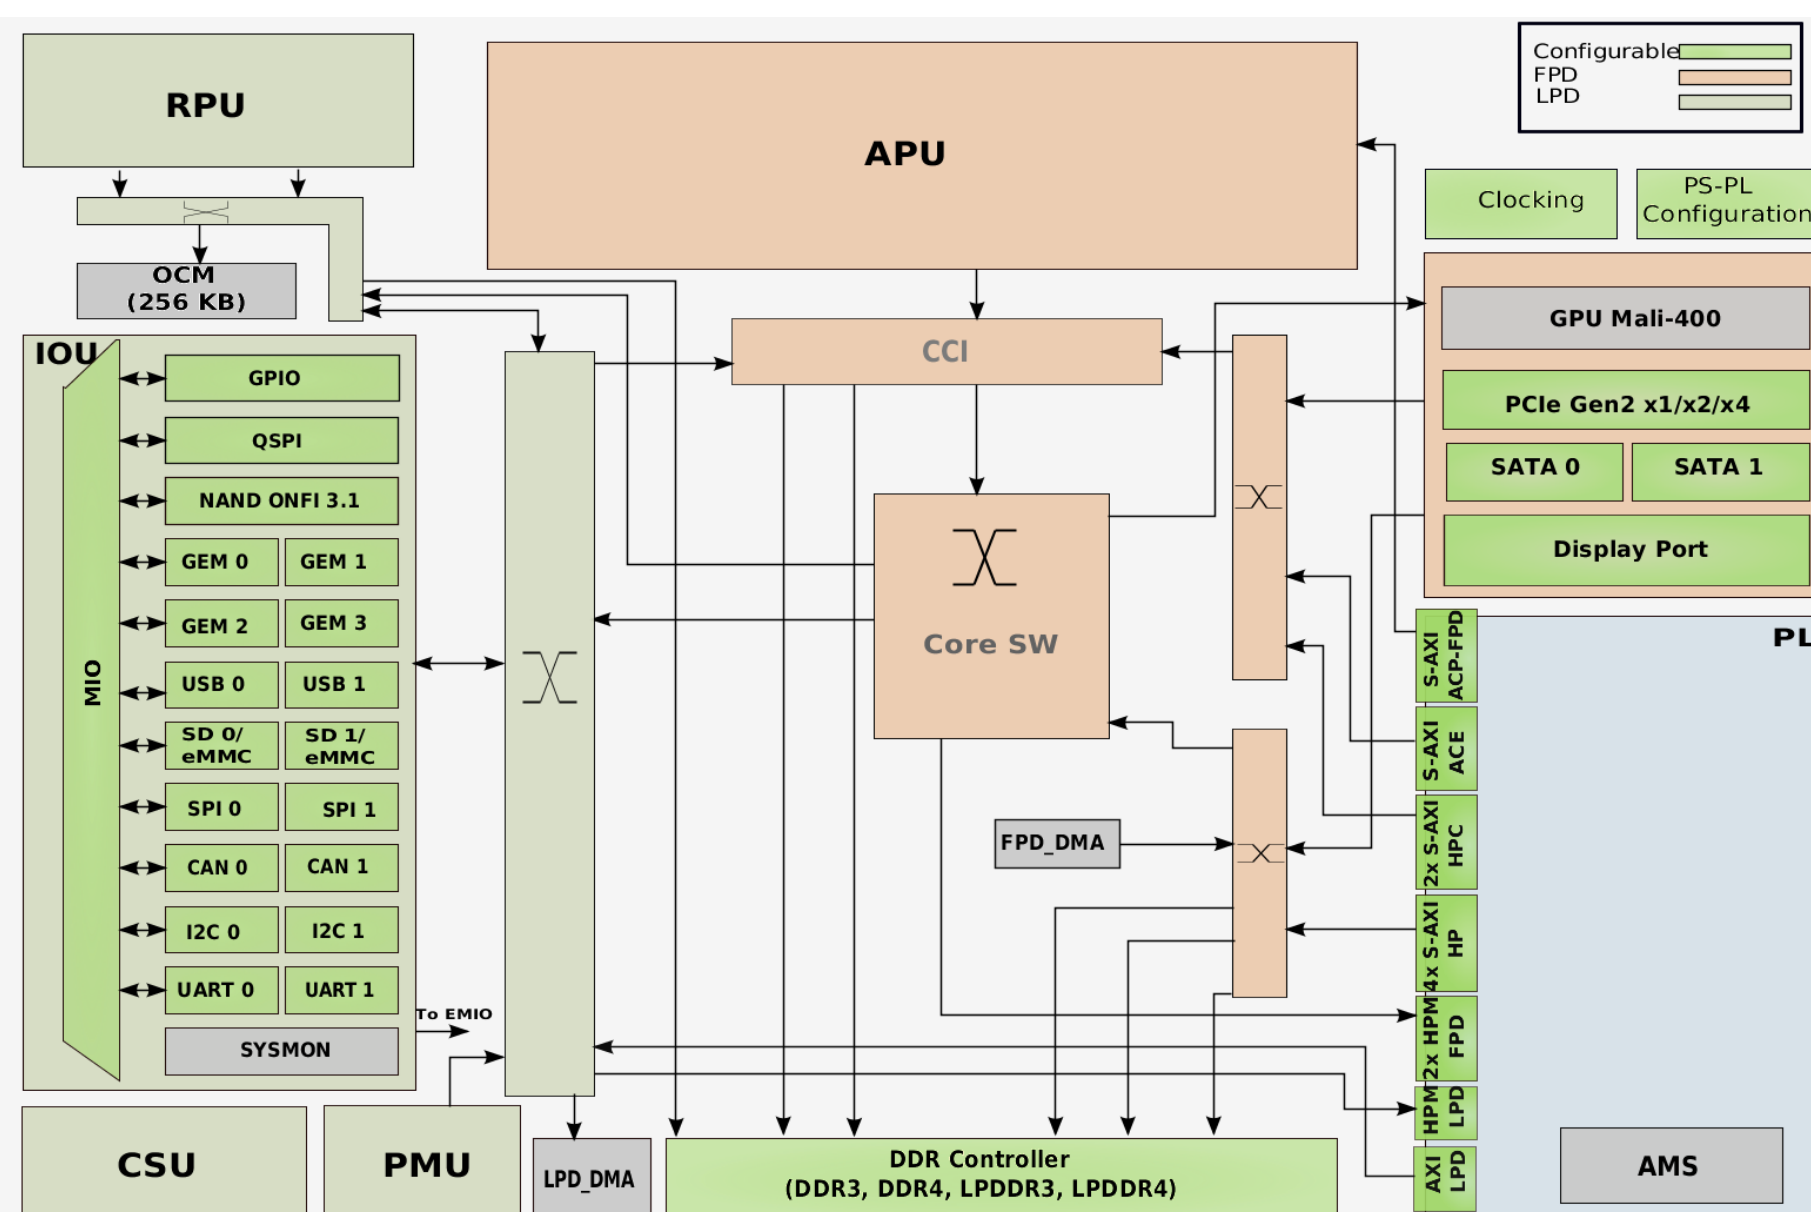 Configurable
FPD
LPD
RPU
APU
Clocking
PS-PL
Configuration
OCM
(256 KB)
GPU Mali-400
CCI
IOU
GPIO
PCIe Gen2 x1/x2/x4
QSPI
SATA 0
SATA 1
NAND ONFI 3.1
Display Port
GEM 0
GEM 1
GEM 2
GEM 3
Core SW
S-AXI
ACP-FPD
PL
MIO
USB 0
USB 1
S-AXI
ACE
SD 0/
eMMC
SD 1/
eMMC
SPI 0
SPI 1
FPD_DMA
2x S-AXI
HPC
CAN 0
CAN 1
I2C 0
I2C 1
4x S-AXI
HP
UART 0
UART 1
To EMIO
SYSMON
2x HPM
FPD
HPM
LPD
CSU
PMU
LPD_DMA
DDR Controller
(DDR3, DDR4, LPDDR3, LPDDR4)
AXI
LPD
AMS